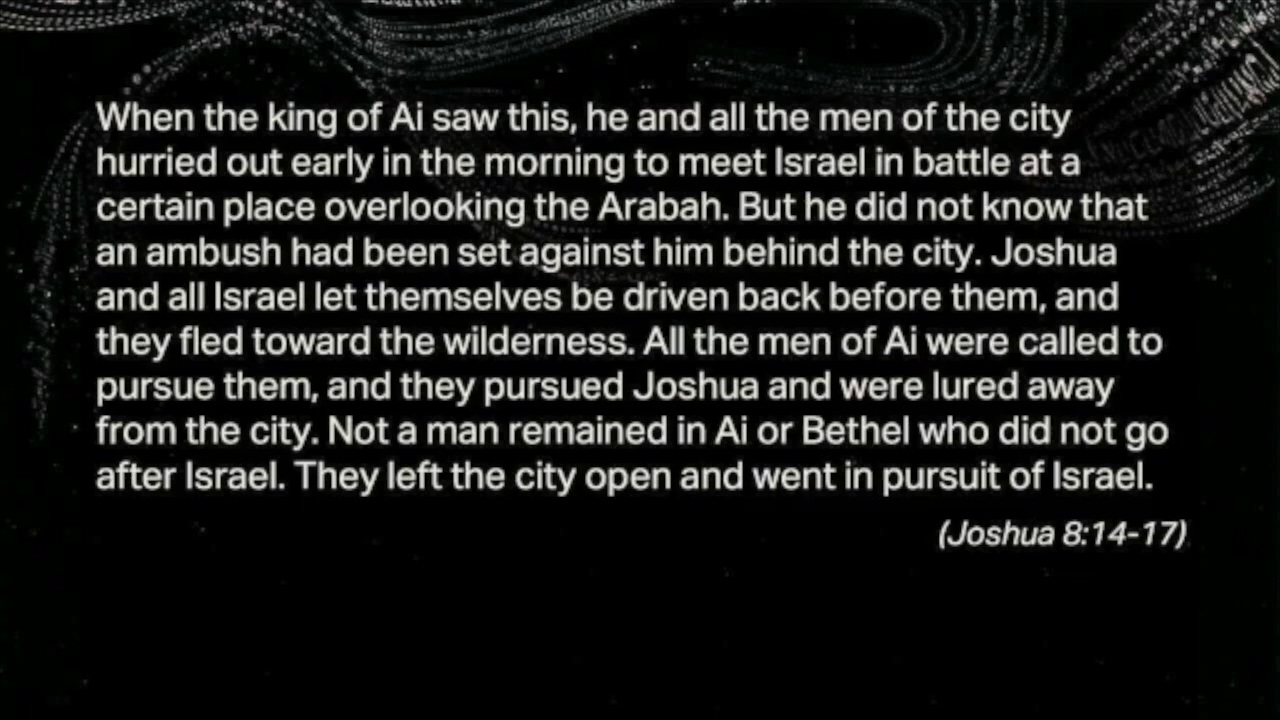 When the king of Ai saw this, he and all the men of the city
hurried out early in the morning to meet Israel in battle at a
certain place overlooking the Arabah. But he did not know that
an ambush had been set against him behind the city. Joshua
and all Israel let themselves be driven back before them, and
they fled toward the wilderness. All the men of Ai were called to
pursue them, and they pursued Joshua and were lured away
from the city. Not a man remained in Ai or Bethel who did not go
after Israel. They left the city open and went in pursuit of Israel.
(Joshua 8:14-17)